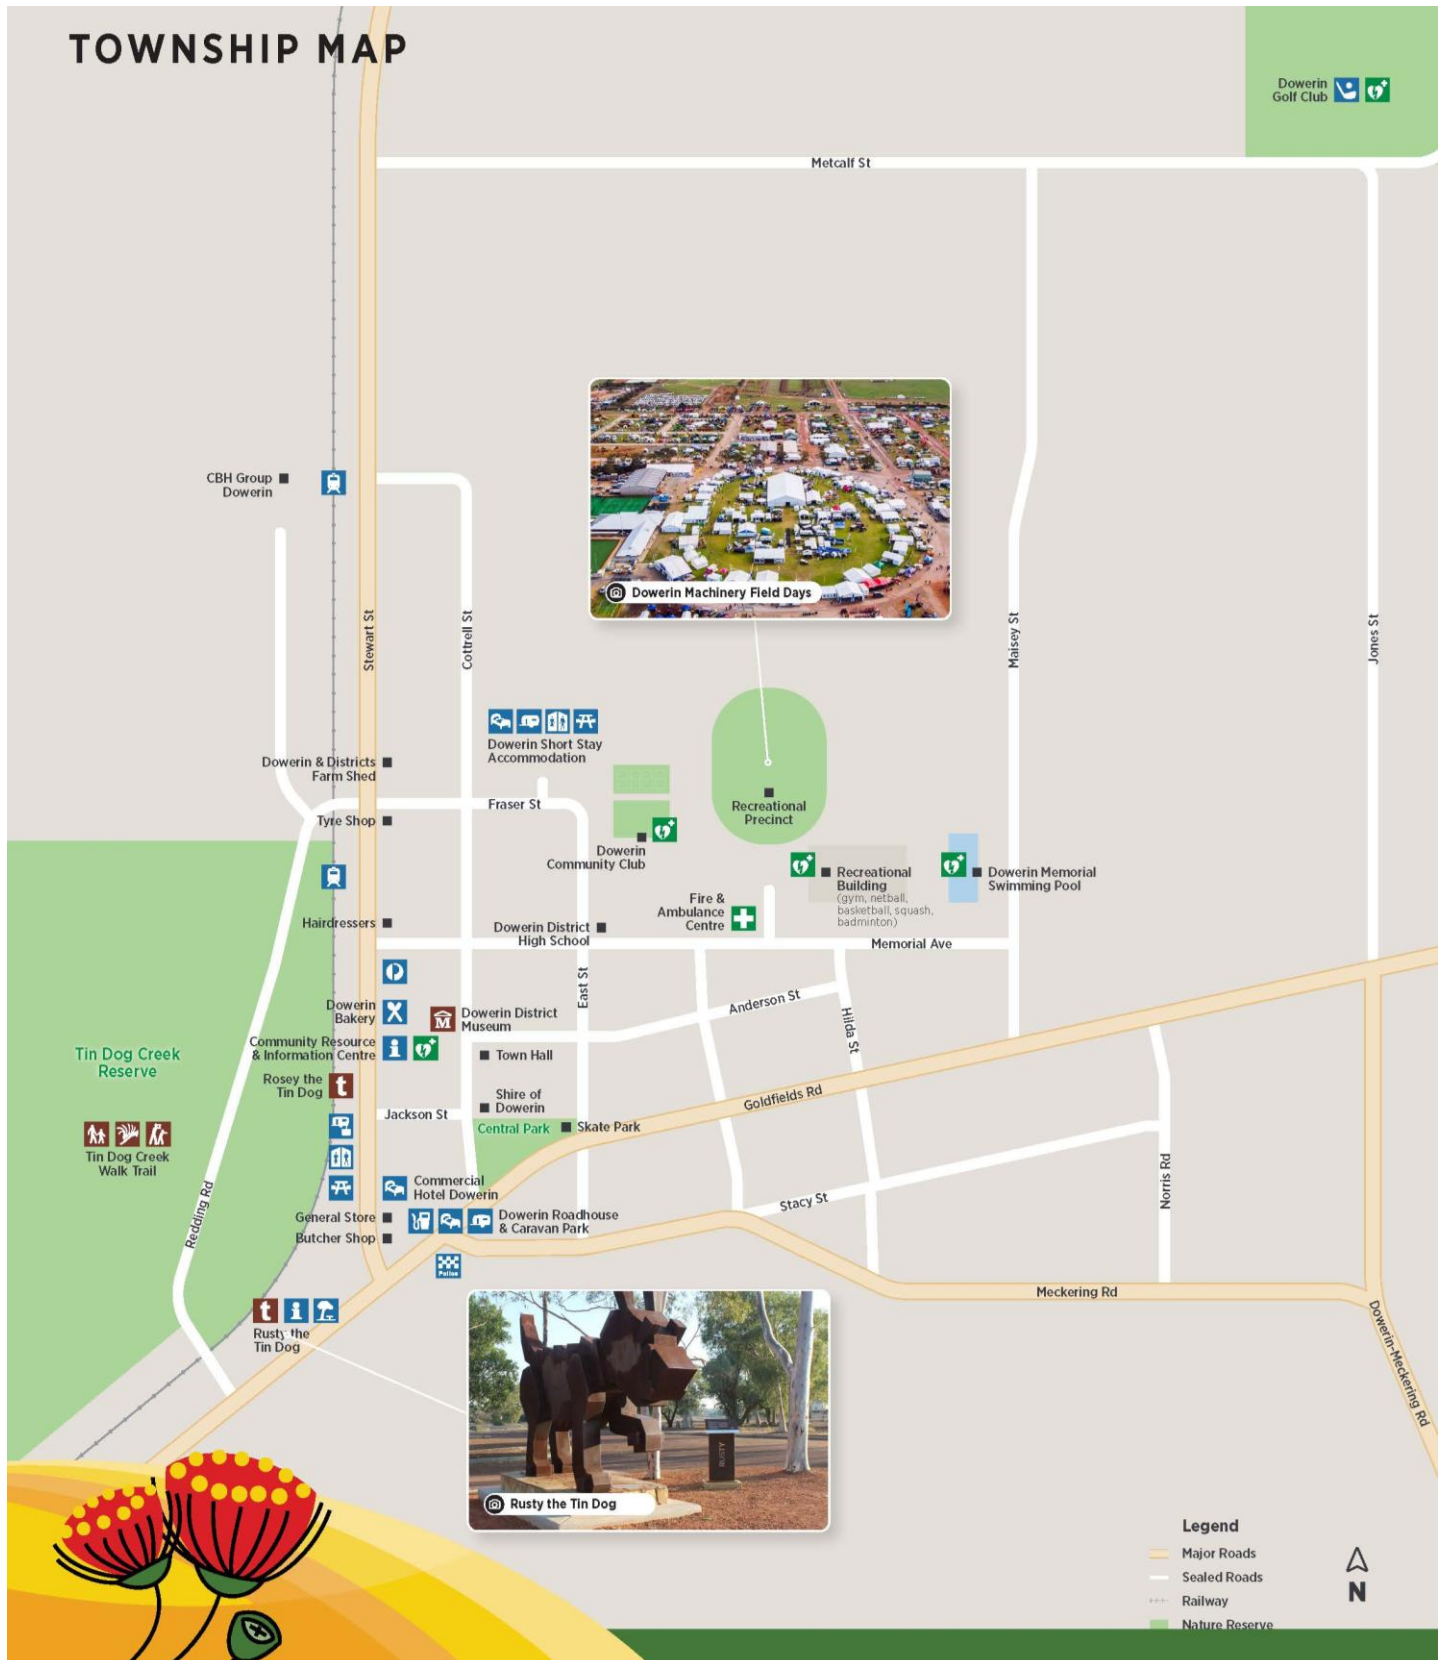 TOWNSHIP MAP
Dowerin
Golf Club
Metcalf St
CBH Group
Dowerin
Dowerin Machinery Field Days
Stewart St
Cottrell St
Maisey St
Jones St
Dowerin Short Stay
Accommodation
Dowerin & Districts
Farm Shed
Fraser St
Tyre Shop
Recreational
Precinct
Dowerin
Community Club
Recreational
Building
(gym, netball,
basketball, squash,
badminton)
Dowerin Memorial
Swimming Pool
Fire &
Ambulance
Centre
Hairdressers
Dowerin District
High School
Memorial Ave
East St
Anderson St
Hilda St
Dowerin
Bakery
M
Dowerin District
Museum
Community Resource
& Information Centre
i
Town Hall
Tin Dog Creek
Reserve
Rosey the
Tin Dog
t
Shire of
Dowerin
Goldfields Rd
Jackson St
Central Park
Skate Park
Tin Dog Creek
Walk Trail
Commercial
Hotel Dowerin
Redding Rd
Stacy St
Norris Rd
General Store
Dowerin Roadhouse
& Caravan Park
Butcher Shop
Police
Meckering Rd
t i
Rusty the
Tin Dog
Dowerin-Meckering Rd
RUSTY
Rusty the Tin Dog
Legend
Major Roads
Sealed Roads
Railway
Nature Reserve
N